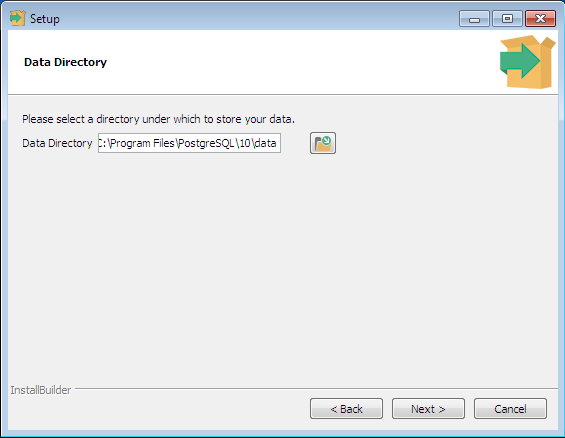 Setup
Data Directory
Please select a directory under which to store your data.
Data Directory C:\Program Files\PostgreSQL\10\data
InstallBuilder
< Back Next > Cancel